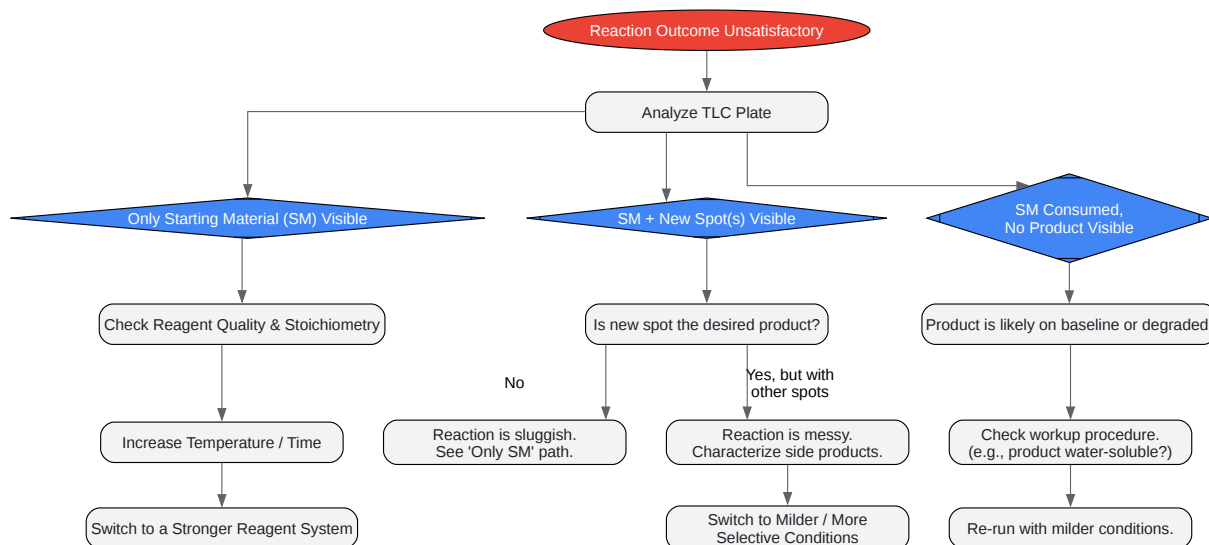 Reaction Outcome Unsatisfactory
Analyze TLC Plate
Only Starting Material (SM) Visible
SM + New Spot(s) Visible
SM Consumed,
No Product Visible
Check Reagent Quality & Stoichiometry
Is new spot the desired product?
Product is likely on baseline or degraded
No
Yes, but with
other spots
Increase Temperature / Time
Reaction is sluggish.
See 'Only SM' path.
Reaction is messy.
Characterize side products.
Check workup procedure.
(e.g., product water-soluble?)
Switch to a Stronger Reagent System
Switch to Milder / More
Selective Conditions
Re-run with milder conditions.